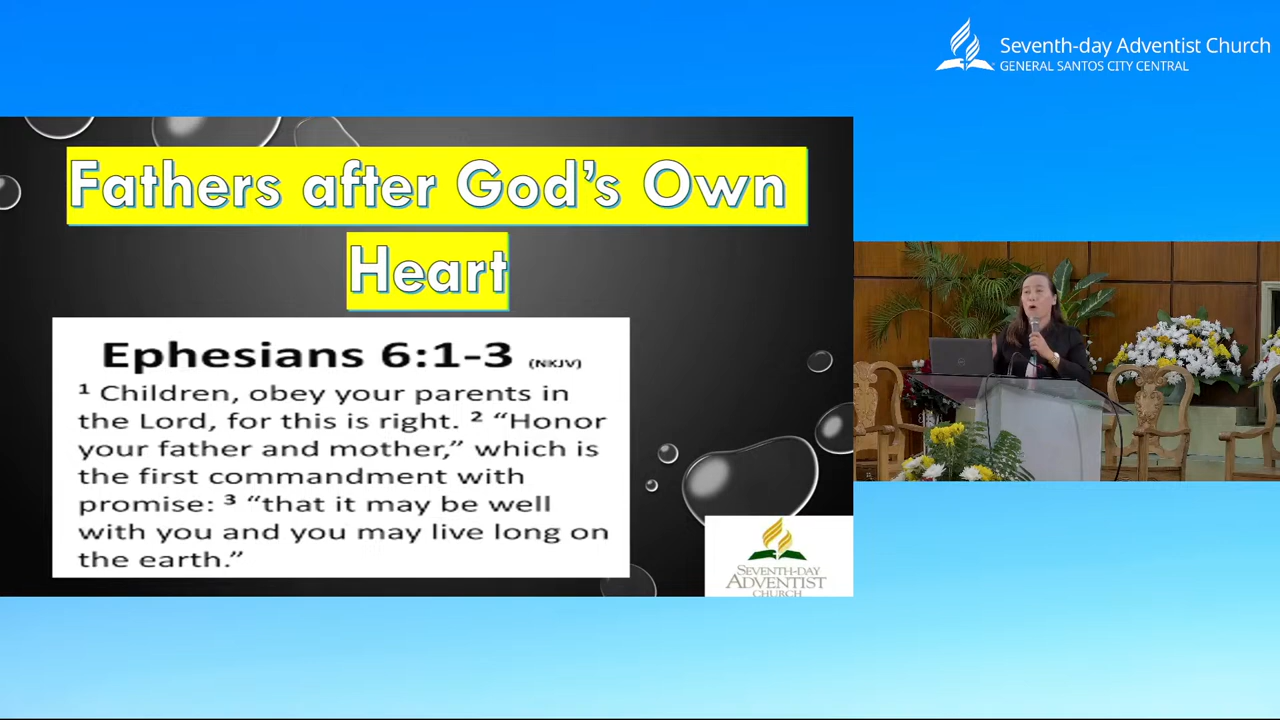 Seventh-day Adventist Church
GENERAL SANTOS CITY CENTRAL
Fathers after God's Own
Heart
Ephesians 6:1-3 (NKJV)
¹ Children, obey your parents in
the Lord, for this is right. ² “Honor
your father and mother,” which is
the first commandment with
promise: ³ “that it may be well
with you and you may live long on
the earth.”
SEVENTH-DAY
ADVENTIST
CHURCH